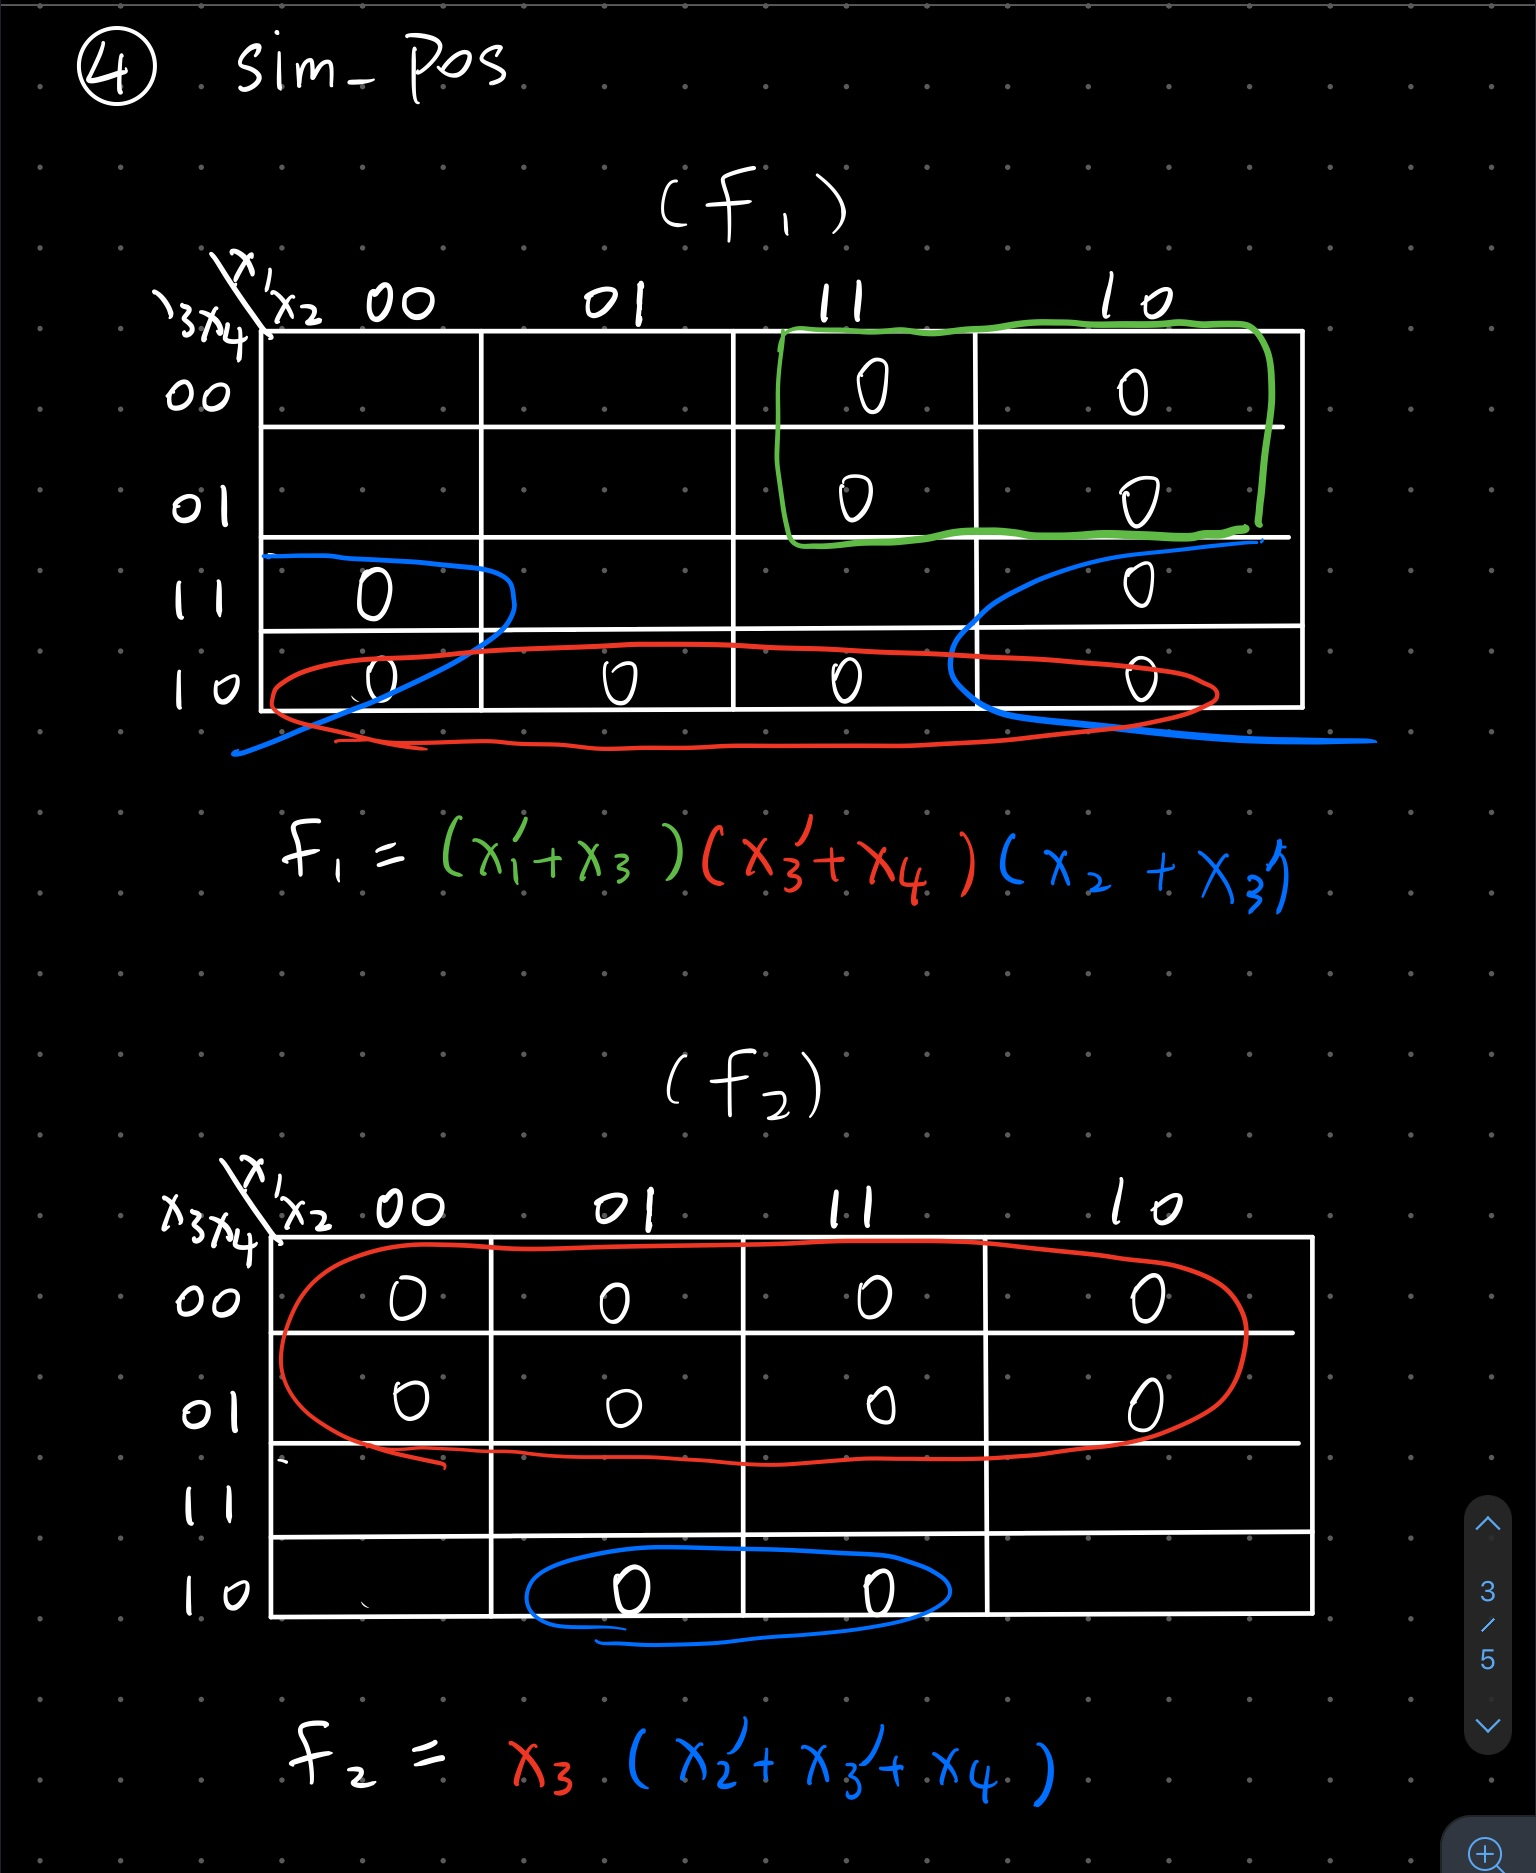 ④ sim_pos
(f₁)
x₁x₂ 00 01 11 10
x₃x₄
00 0 0
01 0 0
11 0 0
10 0 0 0 0
f₁ = (x₁'+x₃)(x₃'+x₄)(x₂+x₃')
(f₂)
x₁x₂ 00 01 11 10
x₃x₄
00 0 0 0 0
01 0 0 0 0
11
10 0 0
f₂ = x₃ (x₂'+x₃'+x₄)
3
/
5